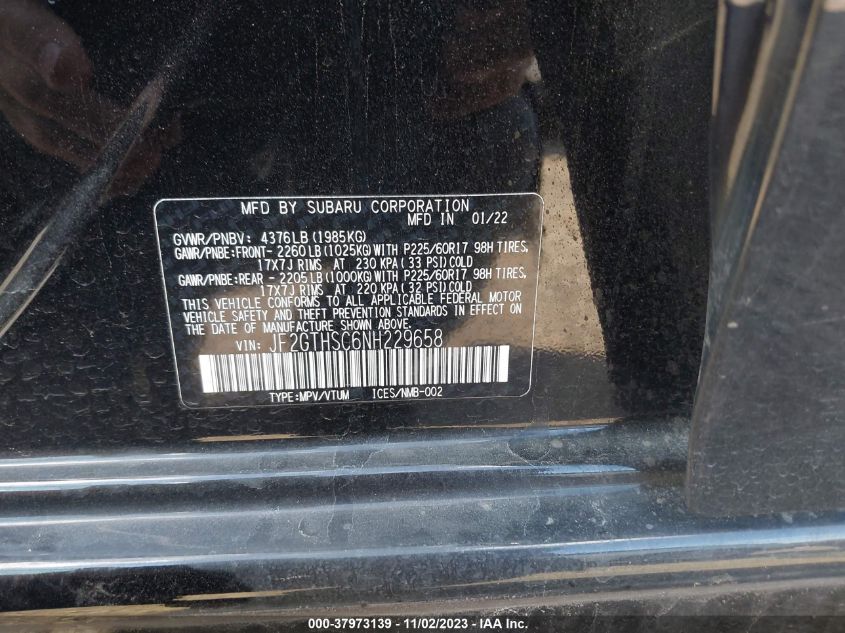 MFD BY SUBARU CORPORATION
MFD IN 01/22
GVWR/PNBV: 4376LB (1985KG)
GAWR/PNBE:FRONT- 2260LB (1025KG) WITH P225/60R17 98H TIRES,
17X7J RIMS AT 230 KPA (33 PSI) COLD
GAWR/PNBE:REAR - 2205LB (1000KG) WITH P225/60R17 98H TIRES,
17X7J RIMS AT 220 KPA (32 PSI) COLD
THIS VEHICLE CONFORMS TO ALL APPLICABLE FEDERAL MOTOR
VEHICLE SAFETY AND THEFT PREVENTION STANDARDS IN EFFECT ON
THE DATE OF MANUFACTURE SHOWN ABOVE.
VIN: JF2GTHSC6NH229658
TYPE:MPV/VTUM ICES/NMB-002
000-37973139 - 11/02/2023 - IAA Inc.